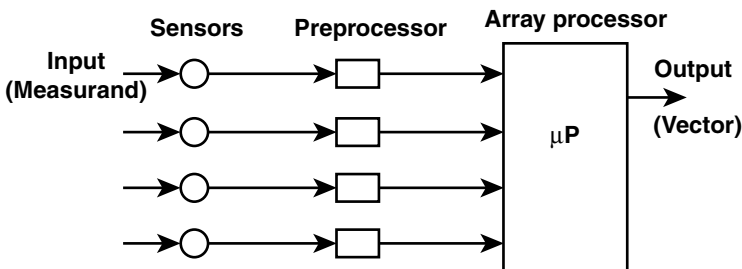 Sensors
Preprocessor
Array processor
Input
(Measurand)
Output
(Vector)
μP